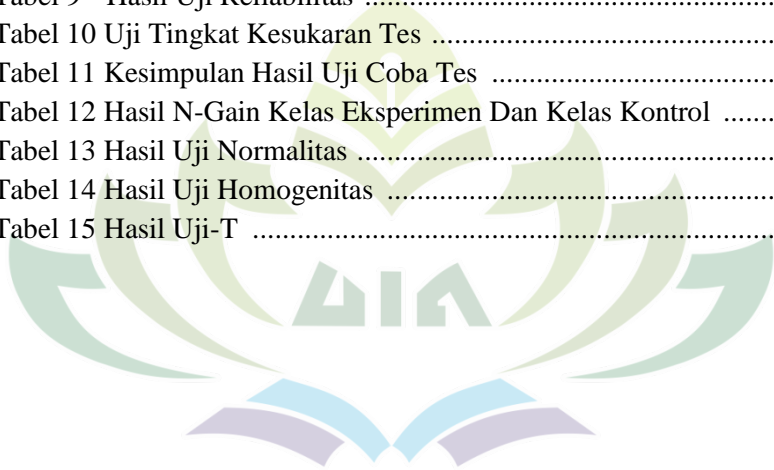 Tabel 9 Hasil Uji Reliabilitas ........................................................
Tabel 10 Uji Tingkat Kesukaran Tes ..............................................
Tabel 11 Kesimpulan Hasil Uji Coba Tes ......................................
Tabel 12 Hasil N-Gain Kelas Eksperimen Dan Kelas Kontrol .......
Tabel 13 Hasil Uji Normalitas .........................................................
Tabel 14 Hasil Uji Homogenitas ....................................................
Tabel 15 Hasil Uji-T .......................................................................
UIN